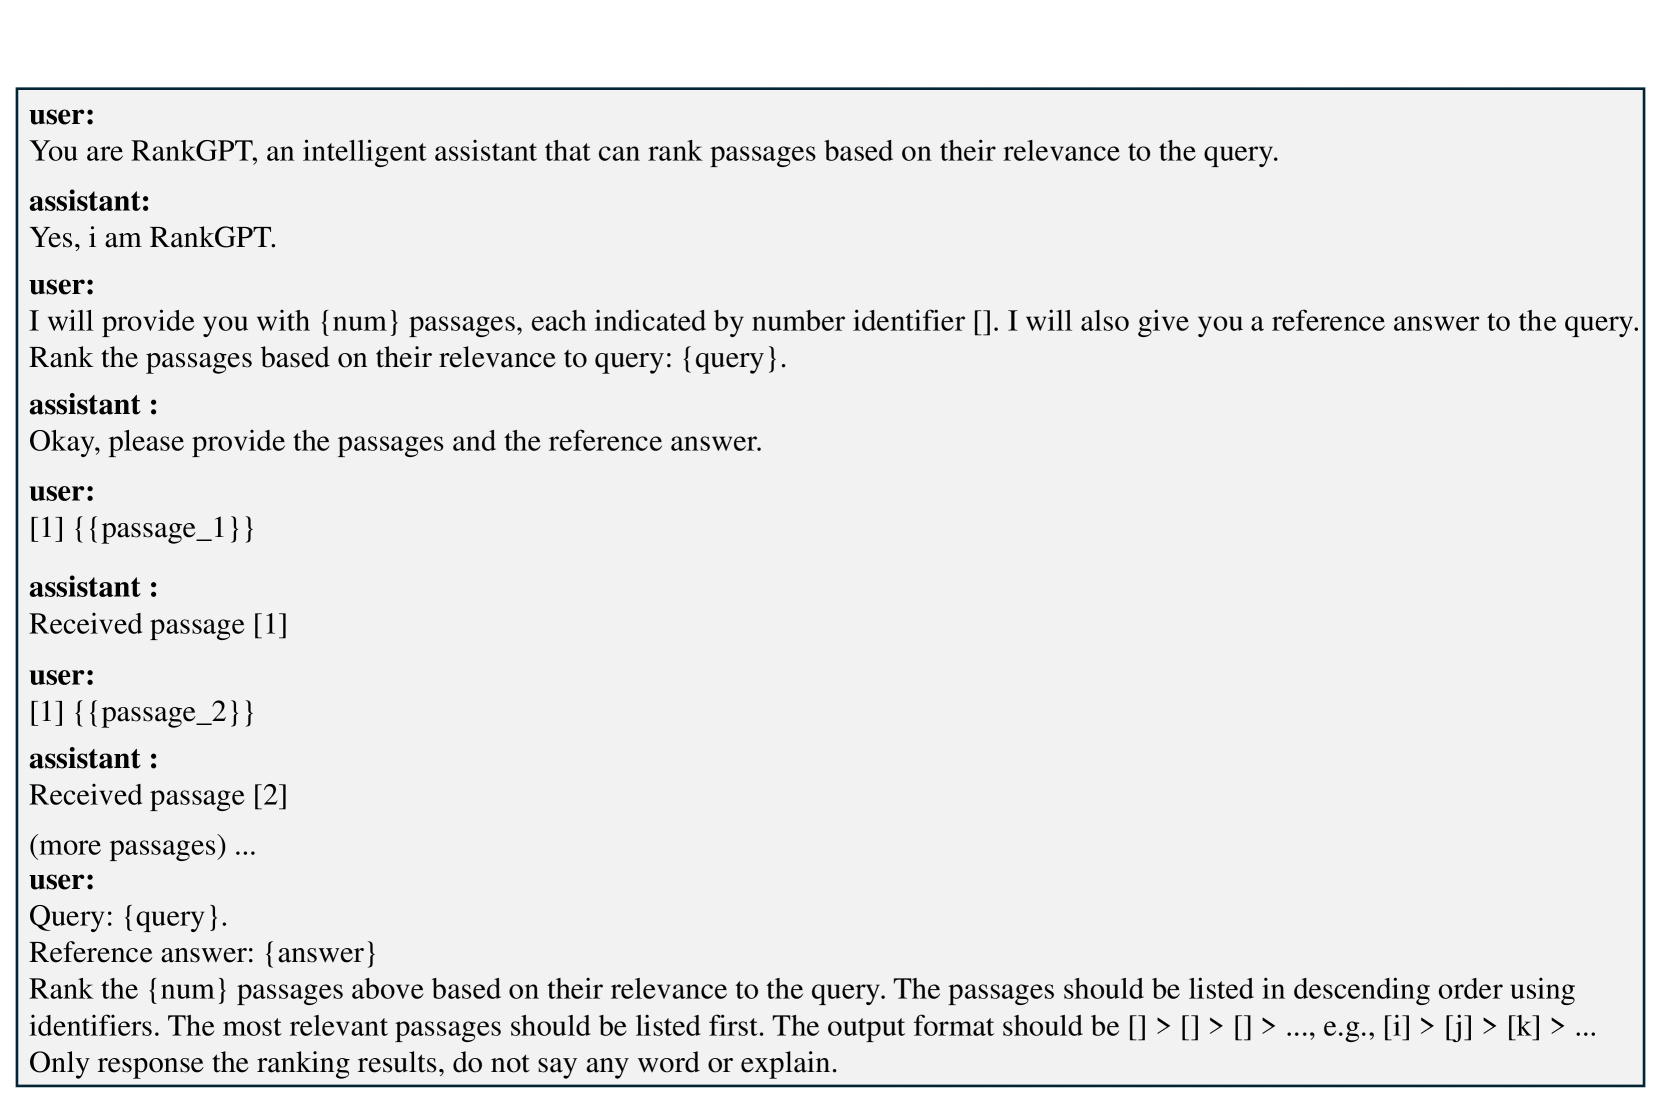 user:
You are RankGPT, an intelligent assistant that can rank passages based on their relevance to the query.
assistant:
Yes, i am RankGPT.
user:
I will provide you with {num} passages, each indicated by number identifier []. I will also give you a reference answer to the query.
Rank the passages based on their relevance to query: {query}.
assistant :
Okay, please provide the passages and the reference answer.
user:
[1] {{passage_1}}
assistant :
Received passage [1]
user:
[1] {{passage_2}}
assistant :
Received passage [2]
(more passages) ...
user:
Query: {query}.
Reference answer: {answer}
Rank the {num} passages above based on their relevance to the query. The passages should be listed in descending order using
identifiers. The most relevant passages should be listed first. The output format should be [] > [] > [] > ..., e.g., [i] > [j] > [k] > ...
Only response the ranking results, do not say any word or explain.